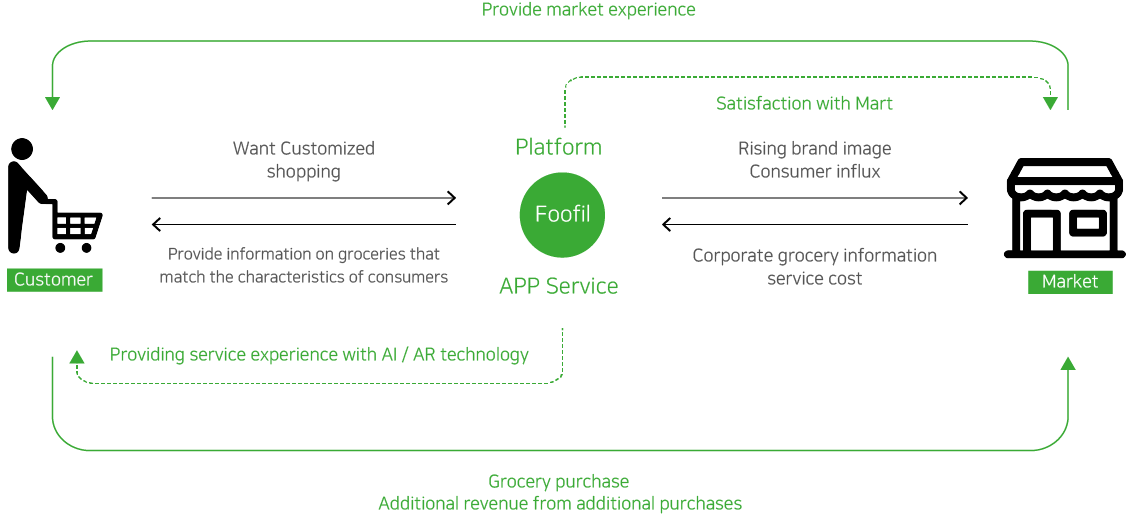 Provide market experience
Satisfaction with Mart
Want Customized
shopping
Platform
Rising brand image
Consumer influx
Foofil
Provide information on groceries that
match the characteristics of consumers
Corporate grocery information
service cost
Customer
APP Service
Market
Providing service experience with AI / AR technology
Grocery purchase
Additional revenue from additional purchases